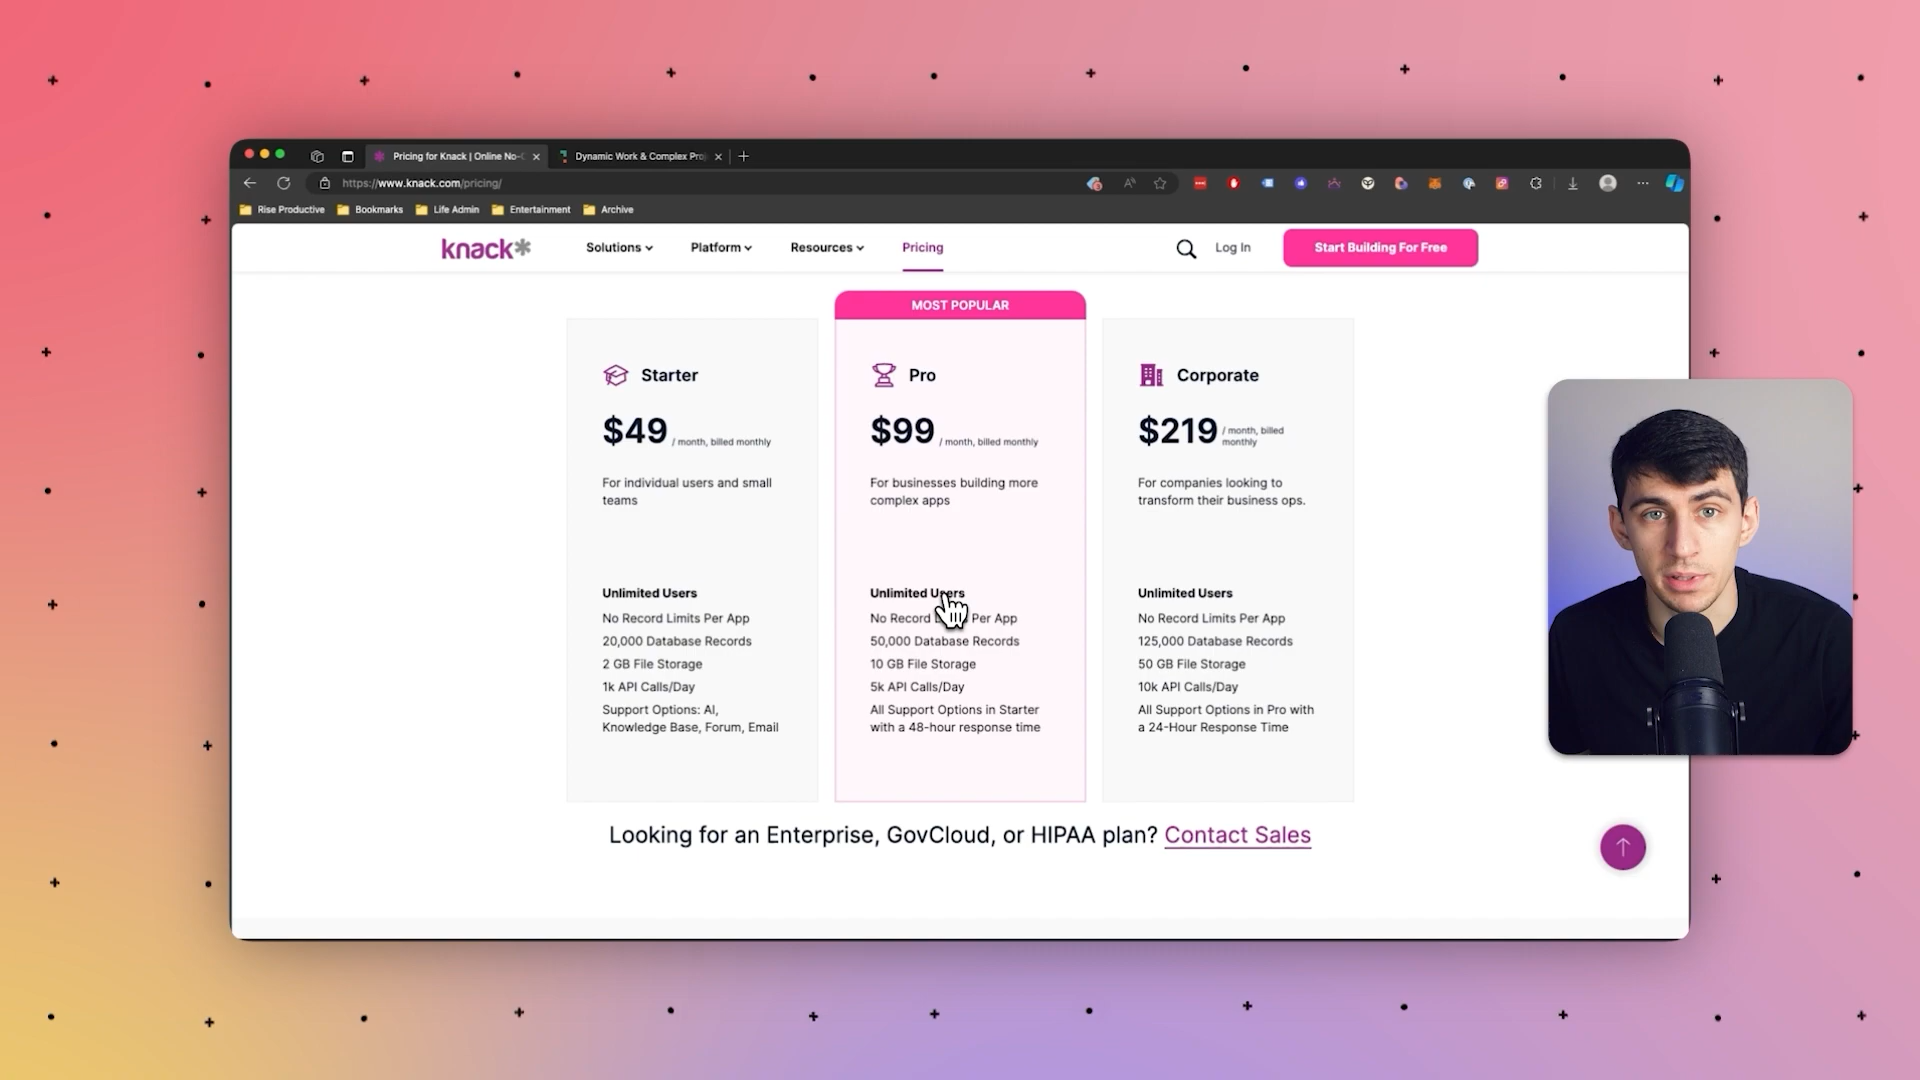 Pricing for Knack | Online No-C
Dynamic Work & Complex Proj
https://www.knack.com/pricing/
Rise Productive
Bookmarks
Life Admin
Entertainment
Archive
knack*
Solutions
Platform
Resources
Pricing
Log In
Start Building For Free
MOST POPULAR
Starter
$49 / month, billed monthly
For individual users and small
teams
Unlimited Users
No Record Limits Per App
20,000 Database Records
2 GB File Storage
1k API Calls/Day
Support Options: AI,
Knowledge Base, Forum, Email
Pro
$99 / month, billed monthly
For businesses building more
complex apps
Unlimited Users
No Record Per App
50,000 Database Records
10 GB File Storage
5k API Calls/Day
All Support Options in Starter
with a 48-hour response time
Corporate
$219 / month, billed
monthly
For companies looking to
transform their business ops.
Unlimited Users
No Record Limits Per App
125,000 Database Records
50 GB File Storage
10k API Calls/Day
All Support Options in Pro with
a 24-Hour Response Time
Looking for an Enterprise, GovCloud, or HIPAA plan? Contact Sales